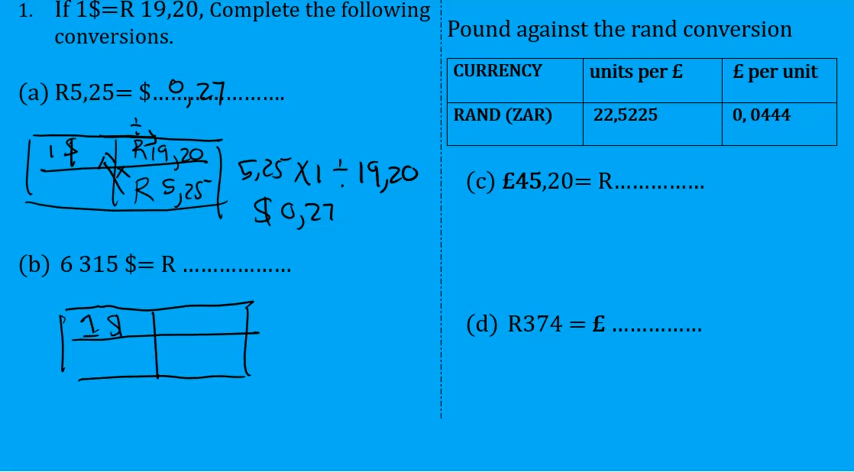 1. If 1$=R 19,20, Complete the following
conversions.
(a) R5,25= $...0,27...............
÷
1 $ R19,20
X R 5,25
5,25 X 1 ÷ 19,20
$ 0,27
(b) 6 315 $= R ..................
1 $
Pound against the rand conversion
CURRENCY units per £ £ per unit
RAND (ZAR) 22,5225 0, 0444
(c) £45,20= R...............
(d) R374 = £ ...............